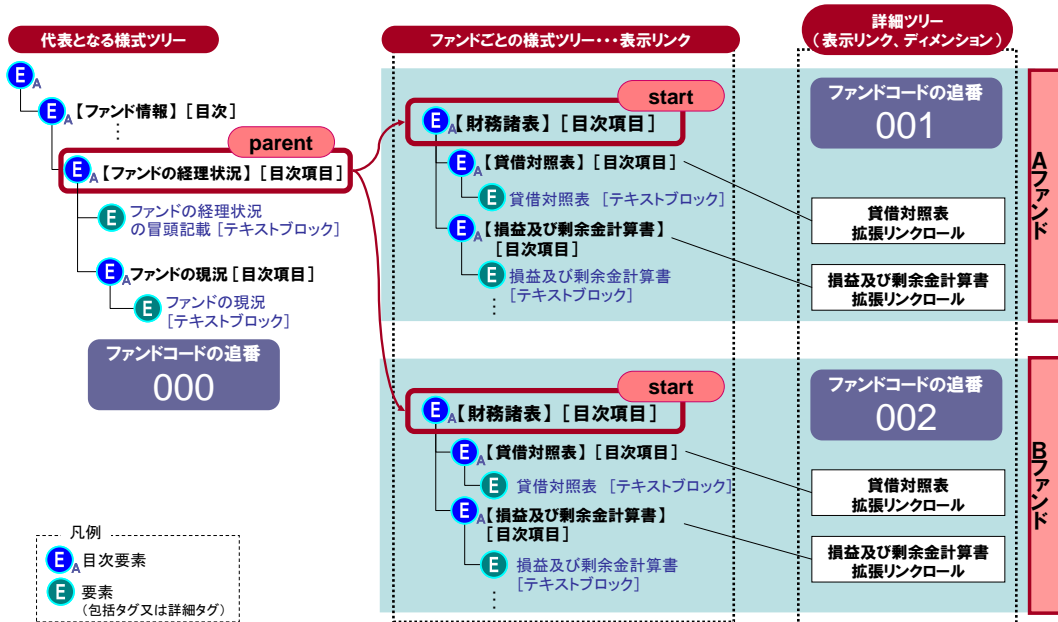 代表となる様式ツリー
E
A
E
A
【ファンド情報】 [目次]
⋮
parent
E
A
【ファンドの経理状況】 [目次項目]
E
ファンドの経理状況
の冒頭記載 [テキストブロック]
E
A
ファンドの現況 [目次項目]
E
ファンドの現況
[テキストブロック]
ファンドコードの追番
000
凡例
E
A
目次要素
E
要素
(包括タグ又は詳細タグ)
ファンドごとの様式ツリー・・・表示リンク
start
E
A
【財務諸表】 [目次項目]
E
A
【貸借対照表】 [目次項目]
E
貸借対照表 [テキストブロック]
E
A
【損益及び剰余金計算書】
[目次項目]
E
損益及び剰余金計算書
[テキストブロック]
⋮
start
E
A
【財務諸表】 [目次項目]
E
A
【貸借対照表】 [目次項目]
E
貸借対照表 [テキストブロック]
E
A
【損益及び剰余金計算書】
[目次項目]
E
損益及び剰余金計算書
[テキストブロック]
⋮
詳細ツリー
(表示リンク、ディメンション)
ファンドコードの追番
001
貸借対照表
拡張リンクロール
損益及び剰余金計算書
拡張リンクロール
Aファンド
ファンドコードの追番
002
貸借対照表
拡張リンクロール
損益及び剰余金計算書
拡張リンクロール
Bファンド